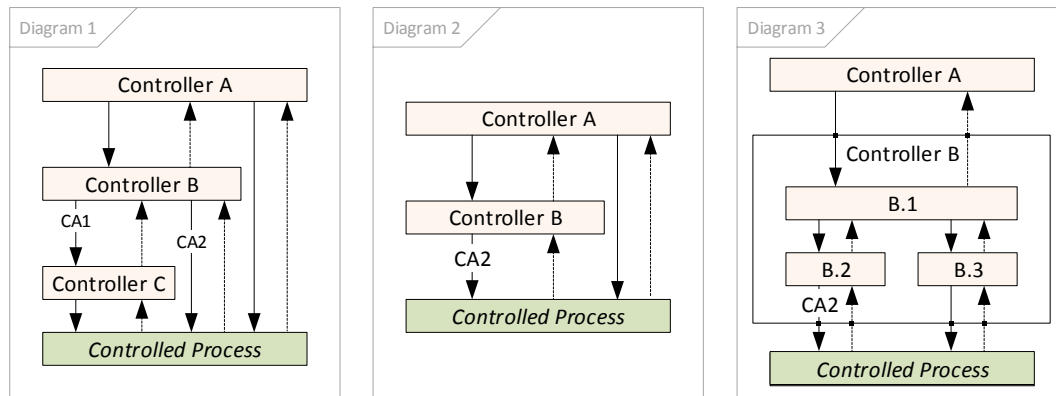 Diagram 1
Controller A
Controller B
CA1
CA2
Controller C
Controlled Process
Diagram 2
Controller A
Controller B
CA2
Controlled Process
Diagram 3
Controller A
Controller B
B.1
B.2
B.3
CA2
Controlled Process